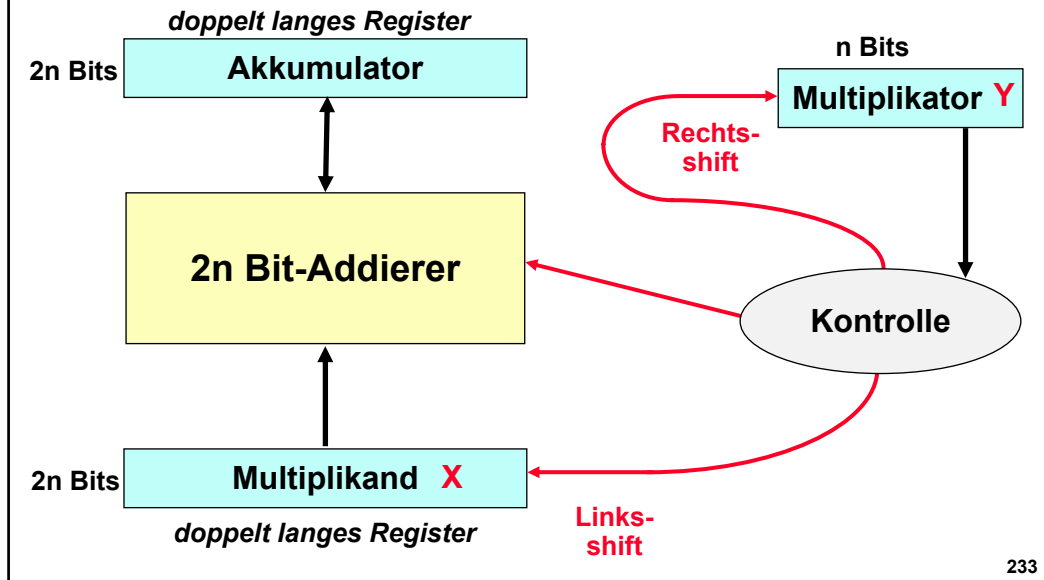 doppelt langes Register
2n Bits
Akkumulator
n Bits
Multiplikator Y
Rechts-
shift
2n Bit-Addierer
Kontrolle
2n Bits
Multiplikand X
doppelt langes Register
Links-
shift
233